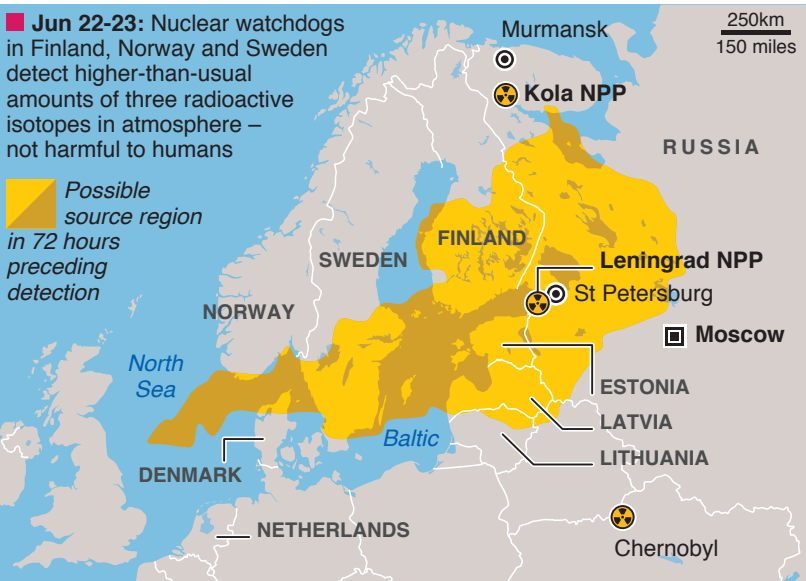 Jun 22-23: Nuclear watchdogs
in Finland, Norway and Sweden
detect higher-than-usual
amounts of three radioactive
isotopes in atmosphere –
not harmful to humans
Possible
source region
in 72 hours
preceding
detection
250km
150 miles
Murmansk
Kola NPP
RUSSIA
FINLAND
SWEDEN
Leningrad NPP
St Petersburg
NORWAY
Moscow
North
Sea
ESTONIA
LATVIA
Baltic
LITHUANIA
DENMARK
NETHERLANDS
Chernobyl